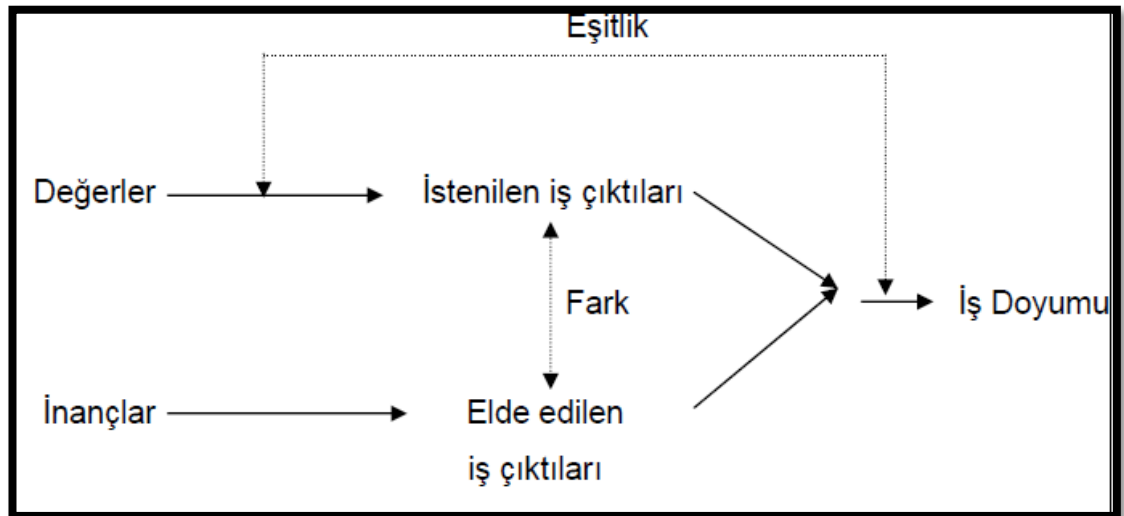 Eşitlik
Değerler
İstenilen iş çıktıları
Fark
İş Doyumu
İnançlar
Elde edilen
iş çıktıları